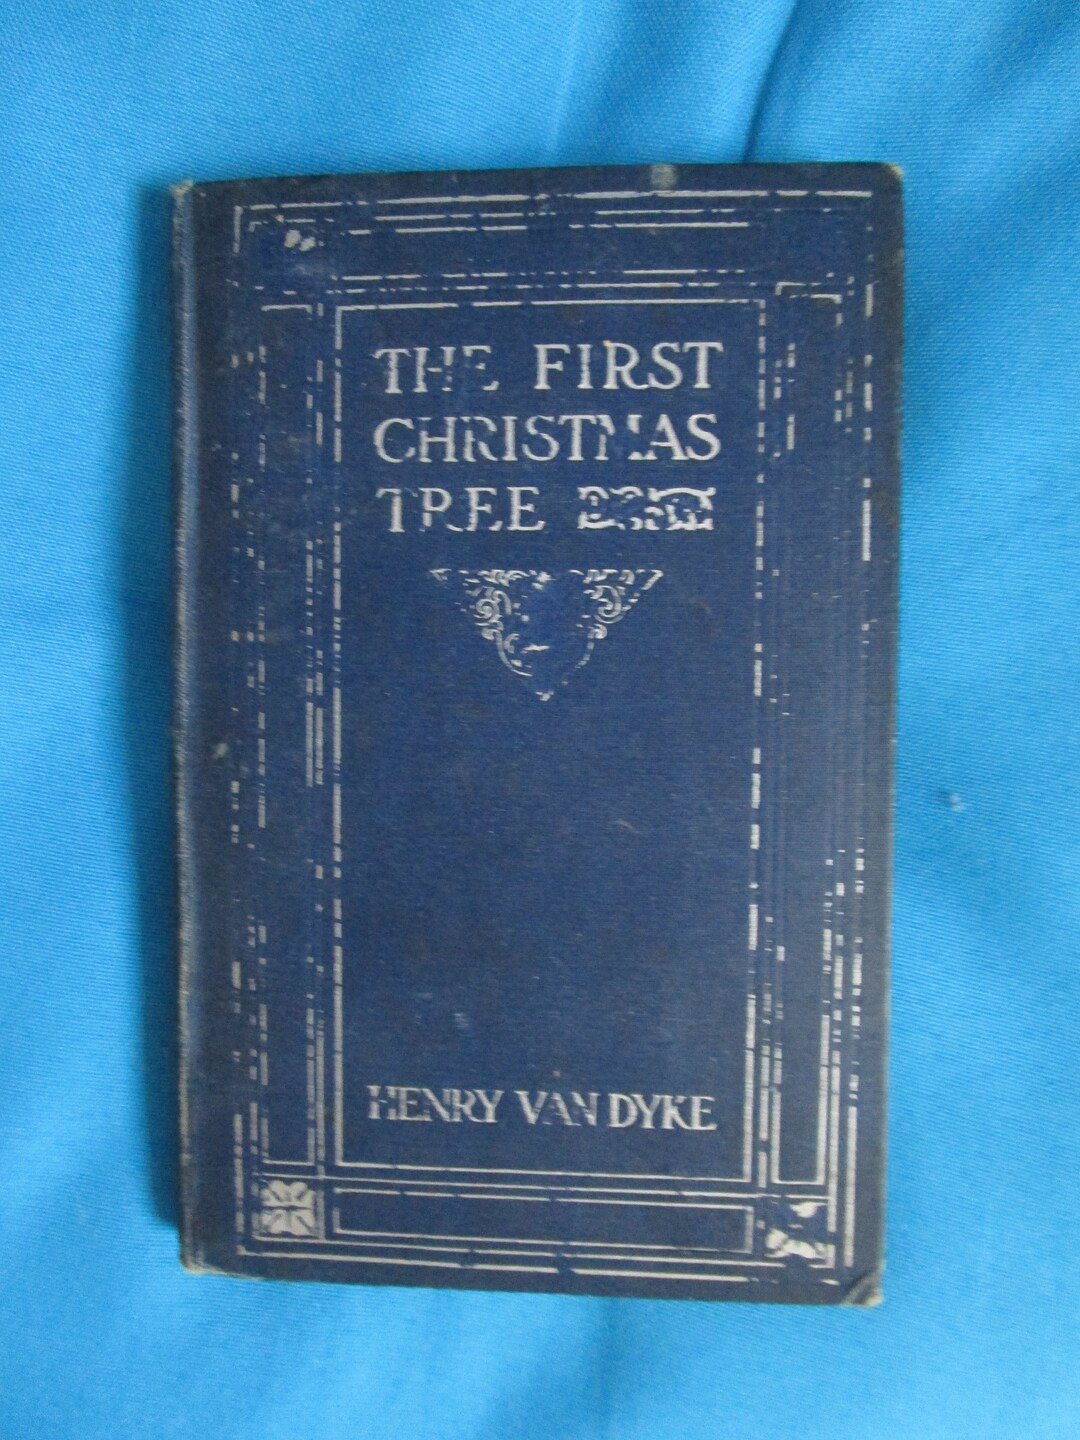 THE FIRST
CHRISTMAS
TREE
HENRY VAN DYKE